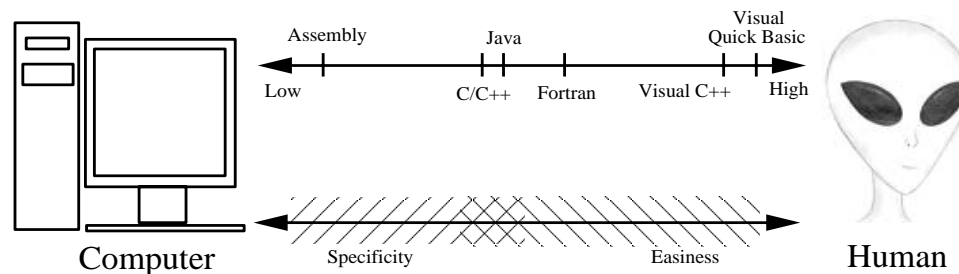 Visual
Assembly Java Quick Basic
Low C/C++ Fortran Visual C++ High
Specificity Easiness
Computer Human